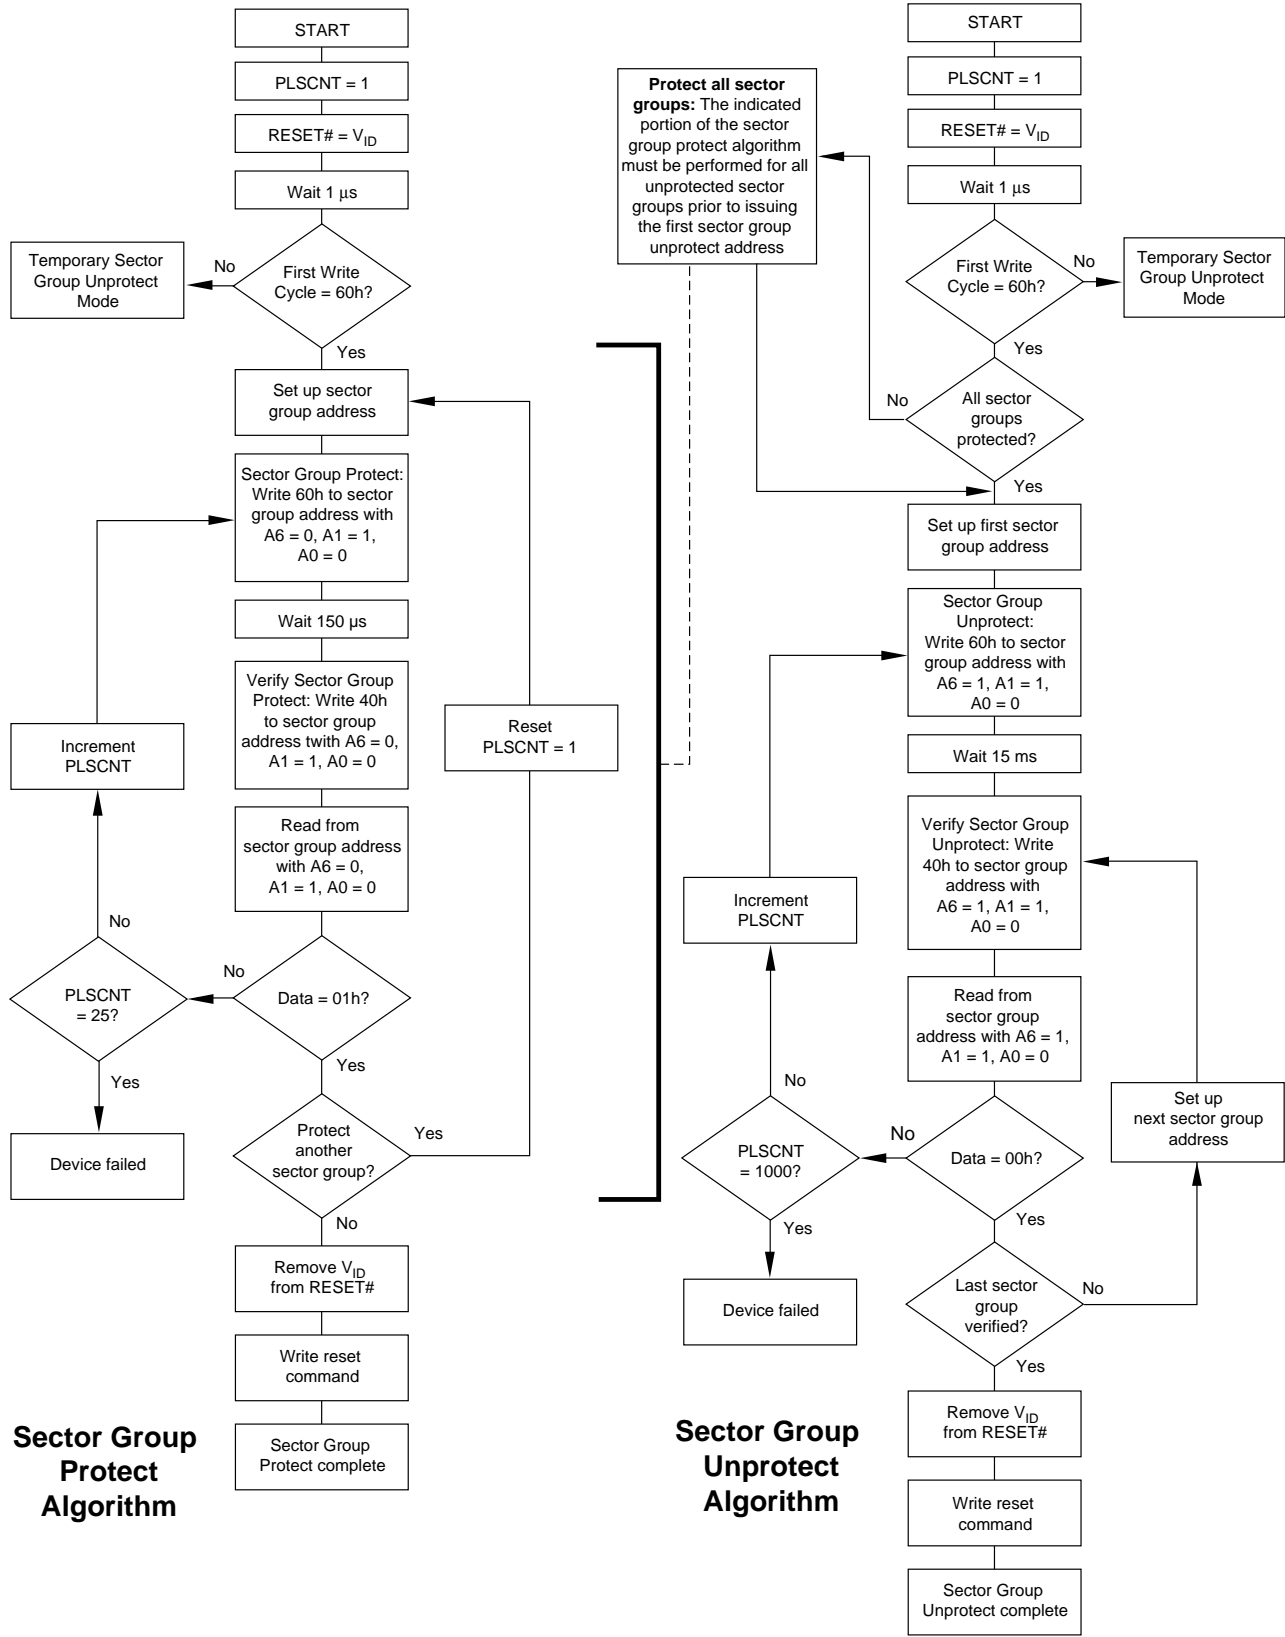 START
PLSCNT = 1
RESET# = VID
Wait 1 μs
First Write
Cycle = 60h?
No
Temporary Sector
Group Unprotect
Mode
Yes
Set up sector
group address
Sector Group Protect:
Write 60h to sector
group address with
A6 = 0, A1 = 1,
A0 = 0
Wait 150 µs
Verify Sector Group
Protect: Write 40h
to sector group
address twith A6 = 0,
A1 = 1, A0 = 0
Read from
sector group address
with A6 = 0,
A1 = 1, A0 = 0
Data = 01h?
No
PLSCNT
= 25?
No
Increment
PLSCNT
Yes
Device failed
Yes
Protect
another
sector group?
Yes
Reset
PLSCNT = 1
No
Remove VID
from RESET#
Write reset
command
Sector Group
Protect complete
Sector Group
Protect
Algorithm
START
PLSCNT = 1
RESET# = VID
Wait 1 μs
First Write
Cycle = 60h?
No
Temporary Sector
Group Unprotect
Mode
Yes
All sector
groups
protected?
No
Protect all sector
groups: The indicated
portion of the sector
group protect algorithm
must be performed for all
unprotected sector
groups prior to issuing
the first sector group
unprotect address
Yes
Set up first sector
group address
Sector Group
Unprotect:
Write 60h to sector
group address with
A6 = 1, A1 = 1,
A0 = 0
Wait 15 ms
Verify Sector Group
Unprotect: Write
40h to sector group
address with
A6 = 1, A1 = 1,
A0 = 0
Read from
sector group
address with A6 = 1,
A1 = 1, A0 = 0
Data = 00h?
No
PLSCNT
= 1000?
No
Increment
PLSCNT
Yes
Device failed
Yes
Last sector
group
verified?
No
Set up
next sector group
address
Yes
Remove VID
from RESET#
Write reset
command
Sector Group
Unprotect complete
Sector Group
Unprotect
Algorithm